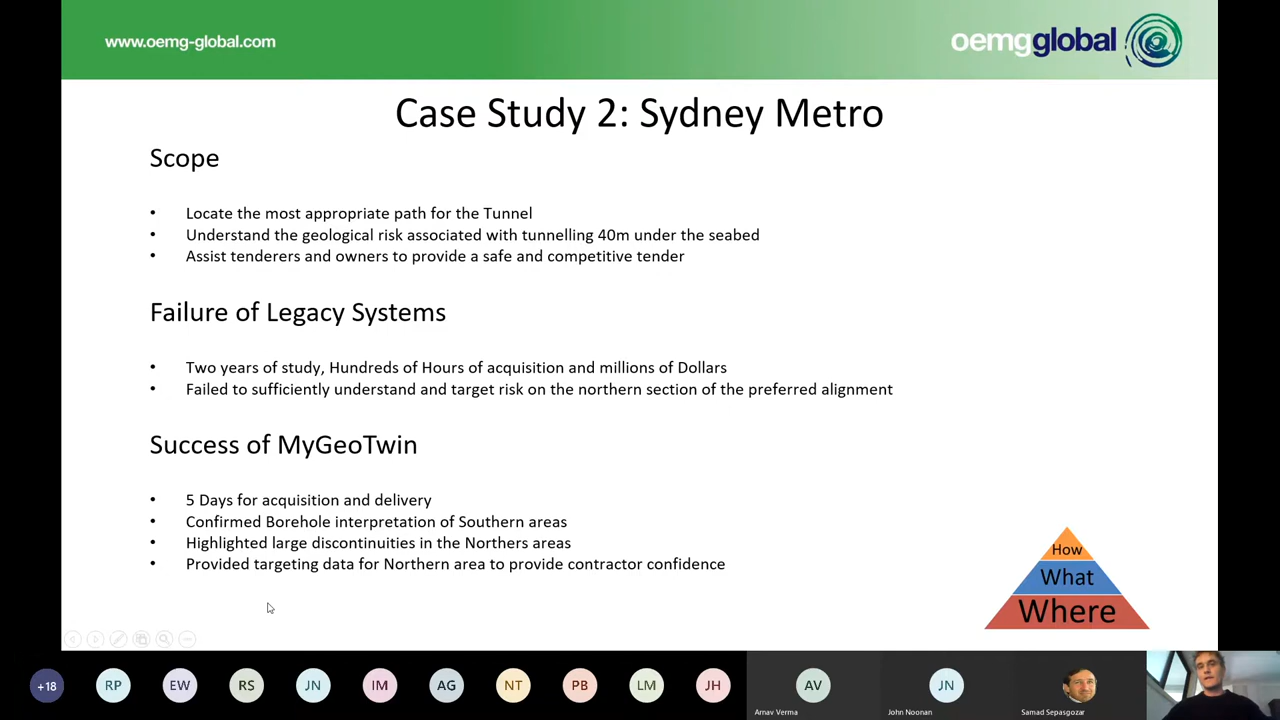 www.oemg-global.com
oemgglobal
Case Study 2: Sydney Metro
Scope
• Locate the most appropriate path for the Tunnel
• Understand the geological risk associated with tunnelling 40m under the seabed
• Assist tenderers and owners to provide a safe and competitive tender
Failure of Legacy Systems
• Two years of study, Hundreds of Hours of acquisition and millions of Dollars
• Failed to sufficiently understand and target risk on the northern section of the preferred alignment
Success of MyGeoTwin
• 5 Days for acquisition and delivery
• Confirmed Borehole interpretation of Southern areas
• Highlighted large discontinuities in the Northers areas
• Provided targeting data for Northern area to provide contractor confidence
How
What
Where
+18 RP EW RS JN IM AG NT PB LM JH AV JN
Arnav Verma John Noonan Samad Sepasgozar